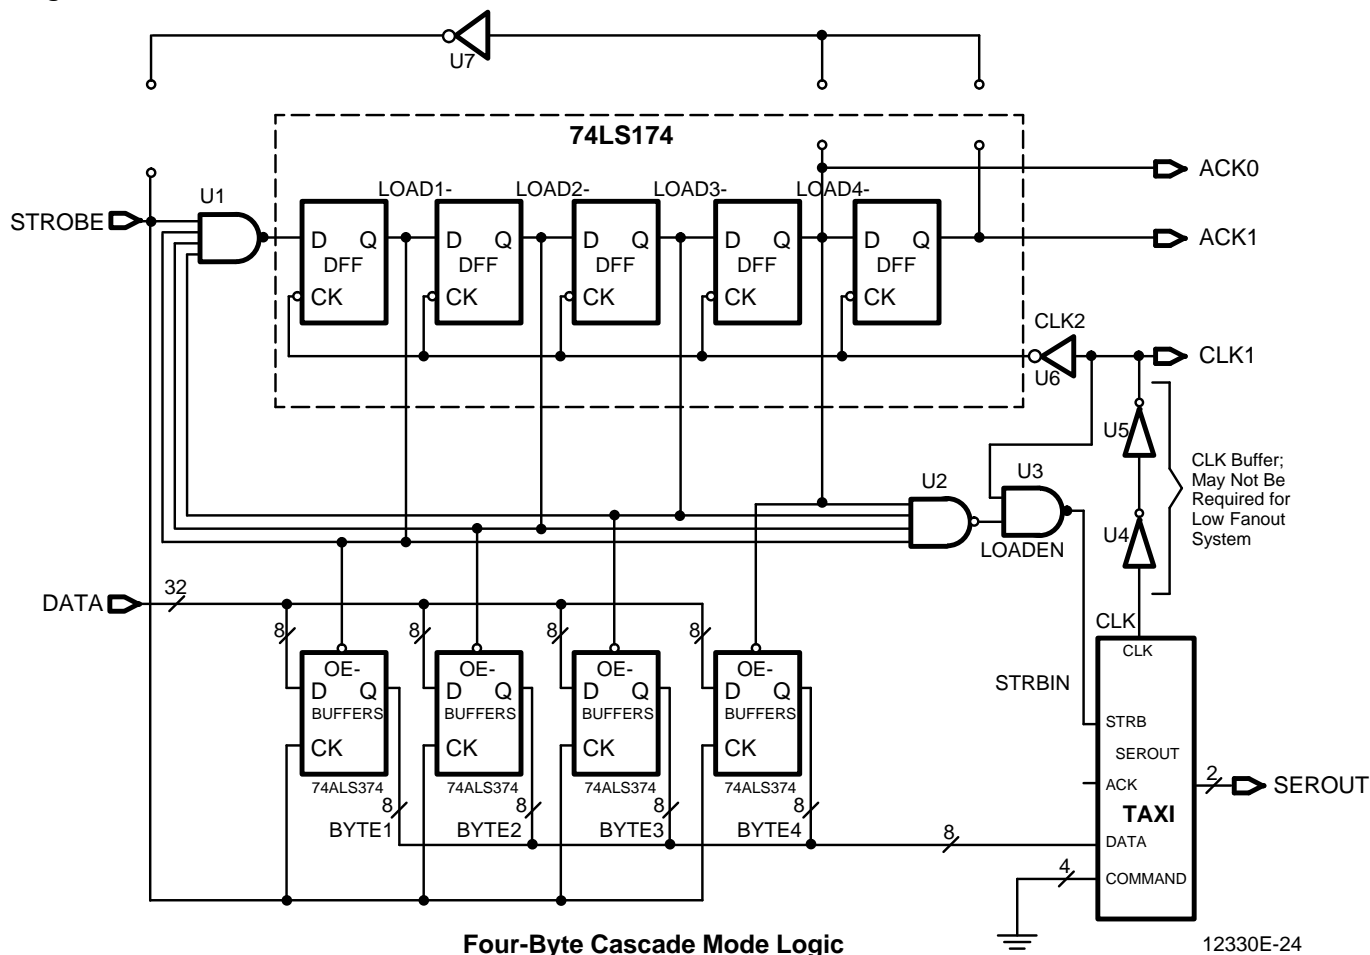 U7
74LS174
ACK0
U1
LOAD1-
LOAD2-
LOAD3-
LOAD4-
STROBE
D Q
DFF
CK
D Q
DFF
CK
D Q
DFF
CK
D Q
DFF
CK
D Q
DFF
CK
ACK1
CLK2
U6
CLK1
U5
U4
CLK Buffer;
May Not Be
Required for
Low Fanout
System
U2
U3
LOADEN
DATA
32
8
8
8
8
CLK
OE-
D Q
BUFFERS
CK
74ALS374
OE-
D Q
BUFFERS
CK
74ALS374
OE-
D Q
BUFFERS
CK
74ALS374
OE-
D Q
BUFFERS
CK
74ALS374
8
BYTE1
8
BYTE2
8
BYTE3
8
BYTE4
STRBIN
CLK
STRB
SEROUT
ACK
TAXI
DATA
COMMAND
2
SEROUT
8
4
Four-Byte Cascade Mode Logic
12330E-24